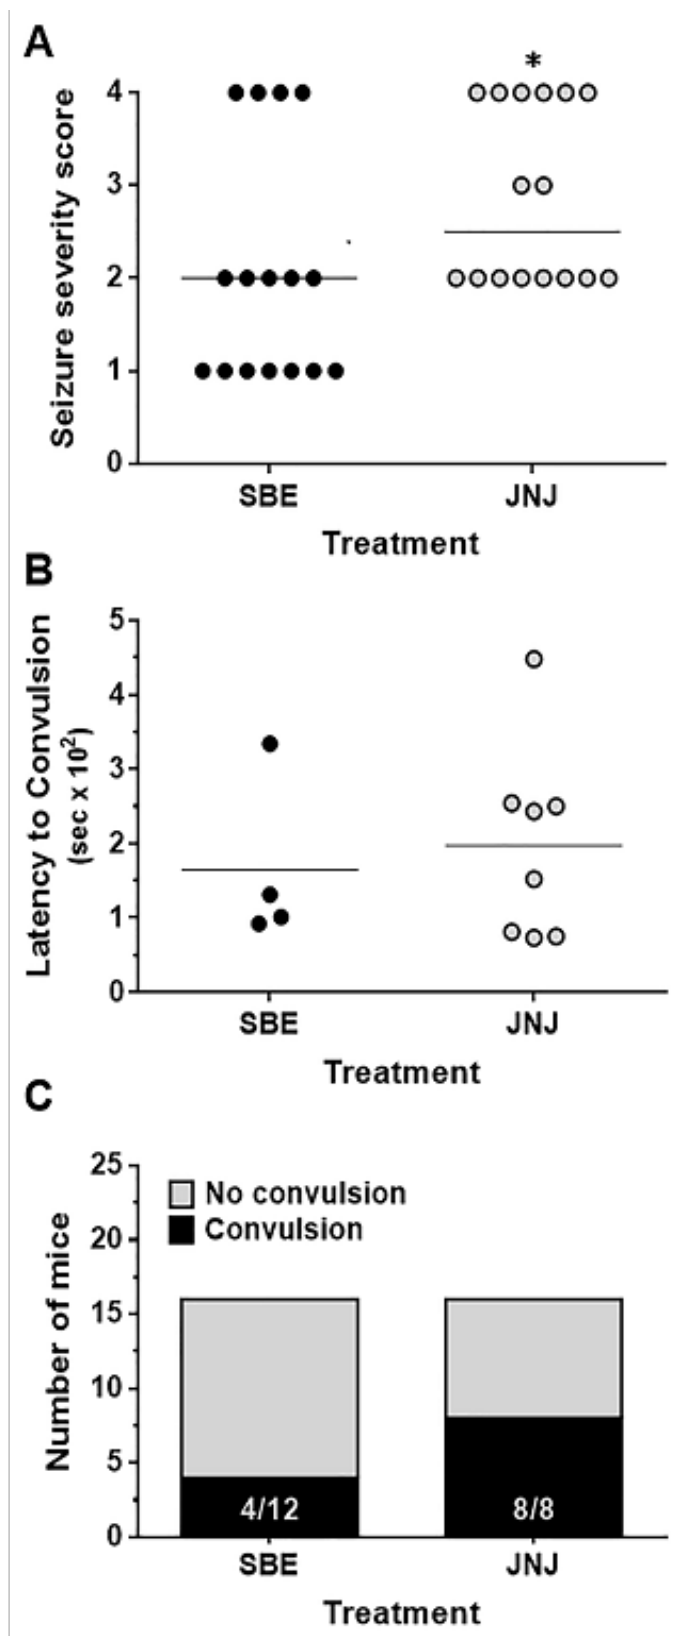 A
*
Seizure severity score
4
3
2
1
0
SBE JNJ
Treatment
B
Latency to Convulsion
(sec x 10²)
5
4
3
2
1
0
SBE JNJ
Treatment
C
Number of mice
25
20
15
10
5
0
No convulsion
Convulsion
4/12 8/8
SBE JNJ
Treatment